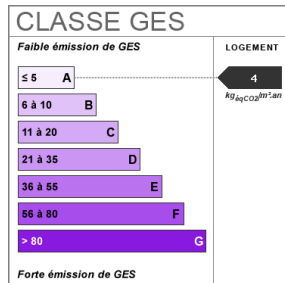 CLASSE GES
Faible émission de GES
LOGEMENT
≤ 5 A
4
kgéqCO2/m².an
6 à 10 B
11 à 20 C
21 à 35 D
36 à 55 E
56 à 80 F
> 80 G
Forte émission de GES